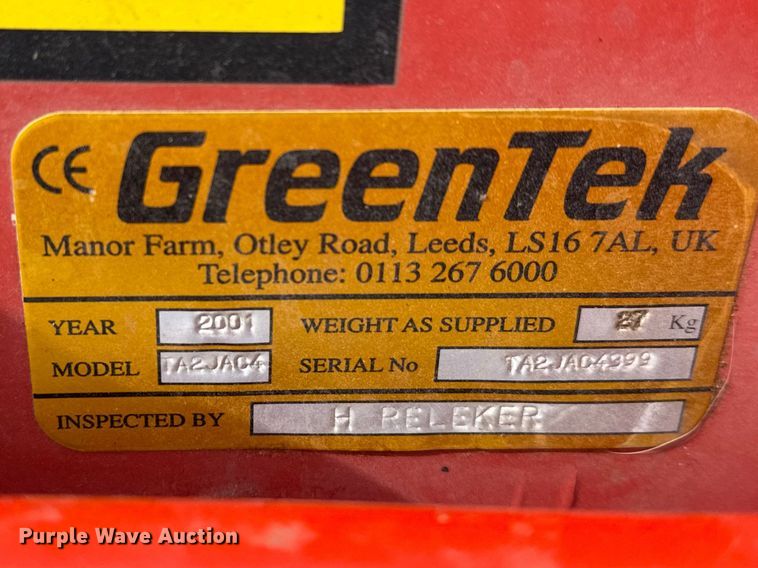 CE GreenTek
Manor Farm, Otley Road, Leeds, LS16 7AL, UK
Telephone: 0113 267 6000
YEAR 2001 WEIGHT AS SUPPLIED 27 Kg
MODEL TA2JAC4 SERIAL No TA2JAC4399
INSPECTED BY H RELEKER
Purple Wave Auction